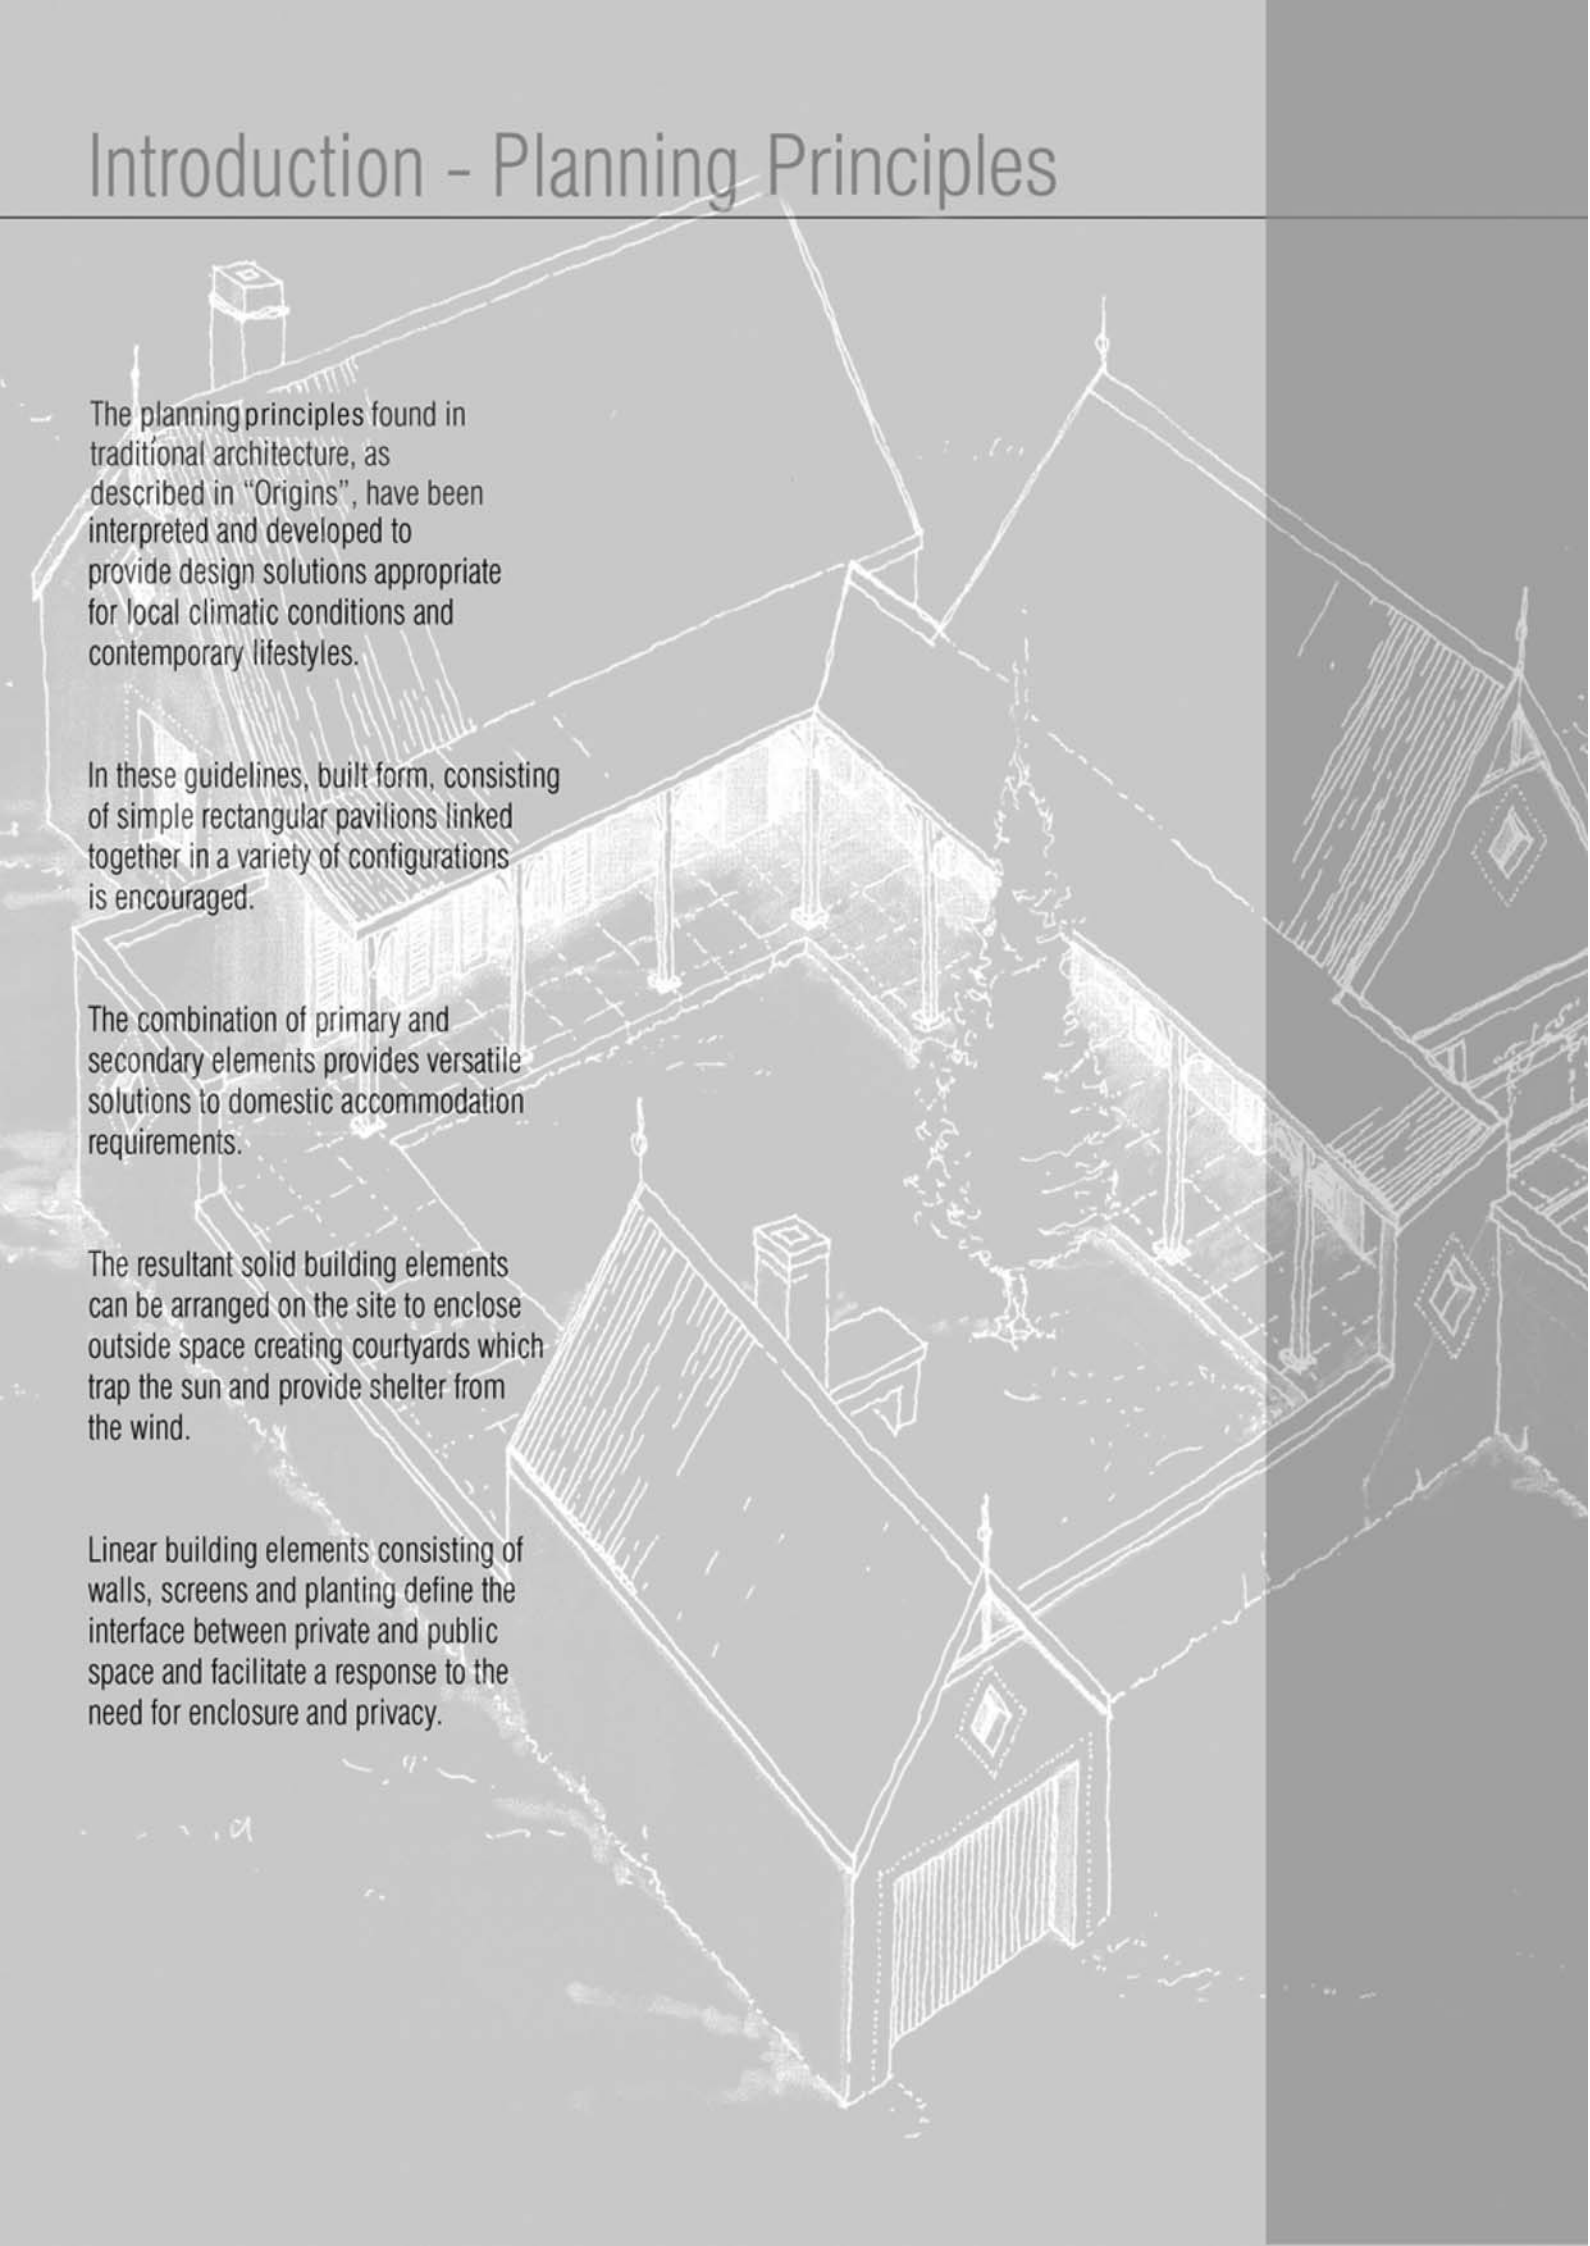 Introduction - Planning Principles
The planning principles found in
traditional architecture, as
described in “Origins”, have been
interpreted and developed to
provide design solutions appropriate
for local climatic conditions and
contemporary lifestyles.
In these guidelines, built form, consisting
of simple rectangular pavilions linked
together in a variety of configurations
is encouraged.
The combination of primary and
secondary elements provides versatile
solutions to domestic accommodation
requirements.
The resultant solid building elements
can be arranged on the site to enclose
outside space creating courtyards which
trap the sun and provide shelter from
the wind.
Linear building elements consisting of
walls, screens and planting define the
interface between private and public
space and facilitate a response to the
need for enclosure and privacy.